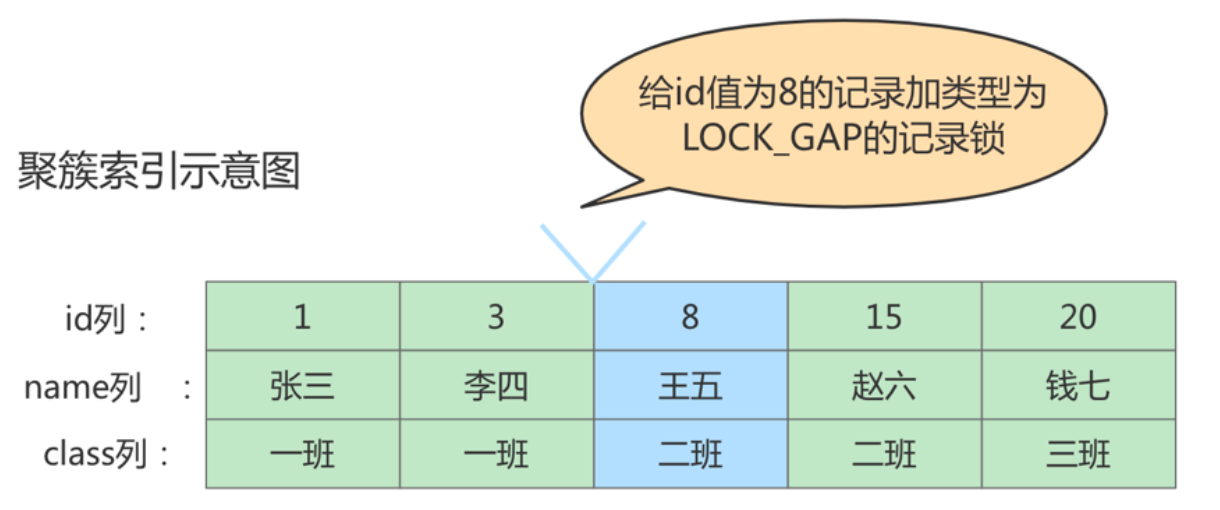 给id值为8的记录加类型为
LOCK_GAP的记录锁
聚簇索引示意图
id列： 1 3 8 15 20
name列 ： 张三 李四 王五 赵六 钱七
class列： 一班 一班 二班 二班 三班